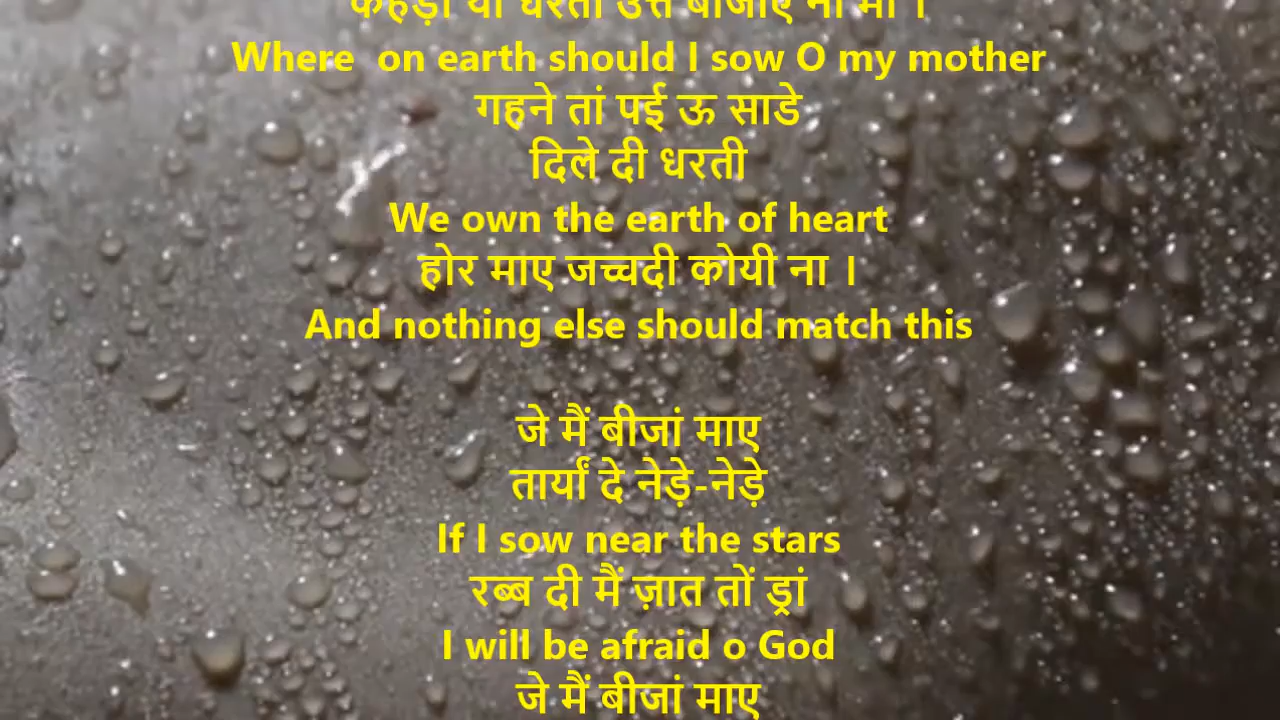 Where on earth should I sow O my mother
गहने तां पई ऊ साडे
दिले दी धरती
We own the earth of heart
होर माए जच्चदी कोयी ना ।
And nothing else should match this
जे मैं बीजां माए
तार्यां दे नेड़े-नेड़े
If I sow near the stars
रब्ब दी मैं ज़ात तों ड्रां
I will be afraid o God
जे मैं बीजां माए